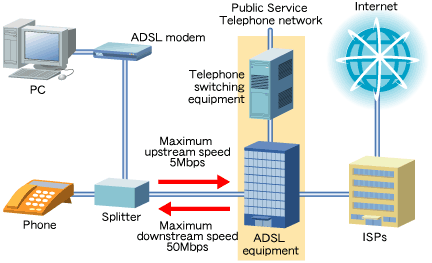 Public Service
Telephone network
Internet
ADSL modem
PC
Telephone
switching
equipment
Maximum
upstream speed
5Mbps
Phone
Splitter
Maximum
downstream speed
50Mbps
ADSL
equipment
ISPs